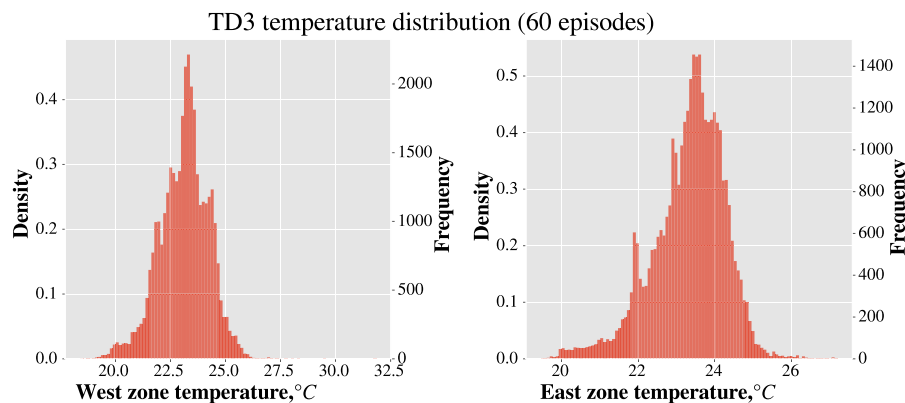 TD3 temperature distribution (60 episodes)
Density
0.4
0.3
0.2
0.1
0.0
20.0 22.5 25.0 27.5 30.0 32.5
West zone temperature,°C
2000
1500
1000
500
0
Frequency
Density
0.5
0.4
0.3
0.2
0.1
0.0
20 22 24 26
East zone temperature,°C
1400
1200
1000
800
600
400
200
0
Frequency